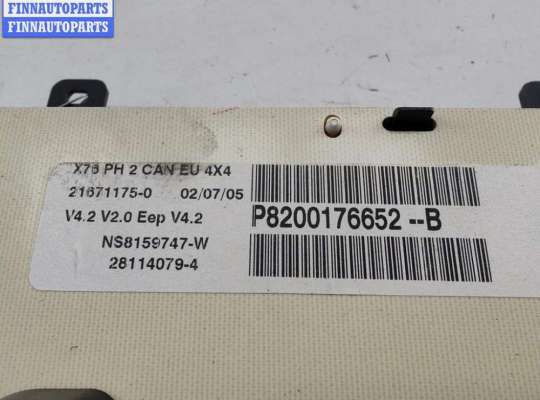 FINNAUTOPARTS
FINNAUTOPARTS
X76 PH 2 CAN EU 4X4
21671175-0 02/07/05
V4.2 V2.0 Eep V4.2
P8200176652 --B
NS8159747-W
28114079-4